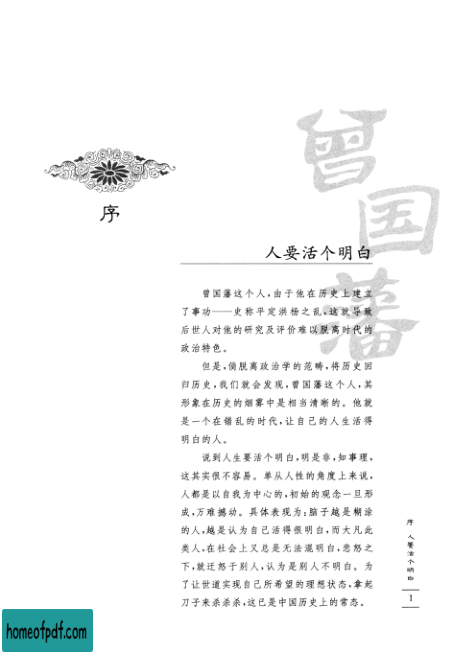 曾国藩
序
人要活个明白
曾国藩这个人,由于他在历史上建立
了事功——史称平定洪杨之乱,这就导致
后世人对他的研究及评价难以脱离时代的
政治特色。
但是,倘脱离政治学的范畴,将历史回
归历史,我们就会发现,曾国藩这个人,其
形象在历史的烟雾中是相当清晰的。他就
是一个在错乱的时代,让自己的人生活得
明白的人。
说到人生要活个明白,明是非,知事理,
这其实很不容易。单从人性的角度上来说,
人都是以自我为中心的,初始的观念一旦形
成,万难撼动。具体表现为:脑子越是糊涂
的人,越是认为自己活得很明白,而大凡此
类人,在社会上又总是无法混明白,悲怒之
下,就迁怒于别人,认为是别人不明白。为
了让世道实现自己所希望的理想状态,拿起
刀子来杀杀杀,这已是中国历史上的常态。
序 人要活个明白
1
homeofpdf.com